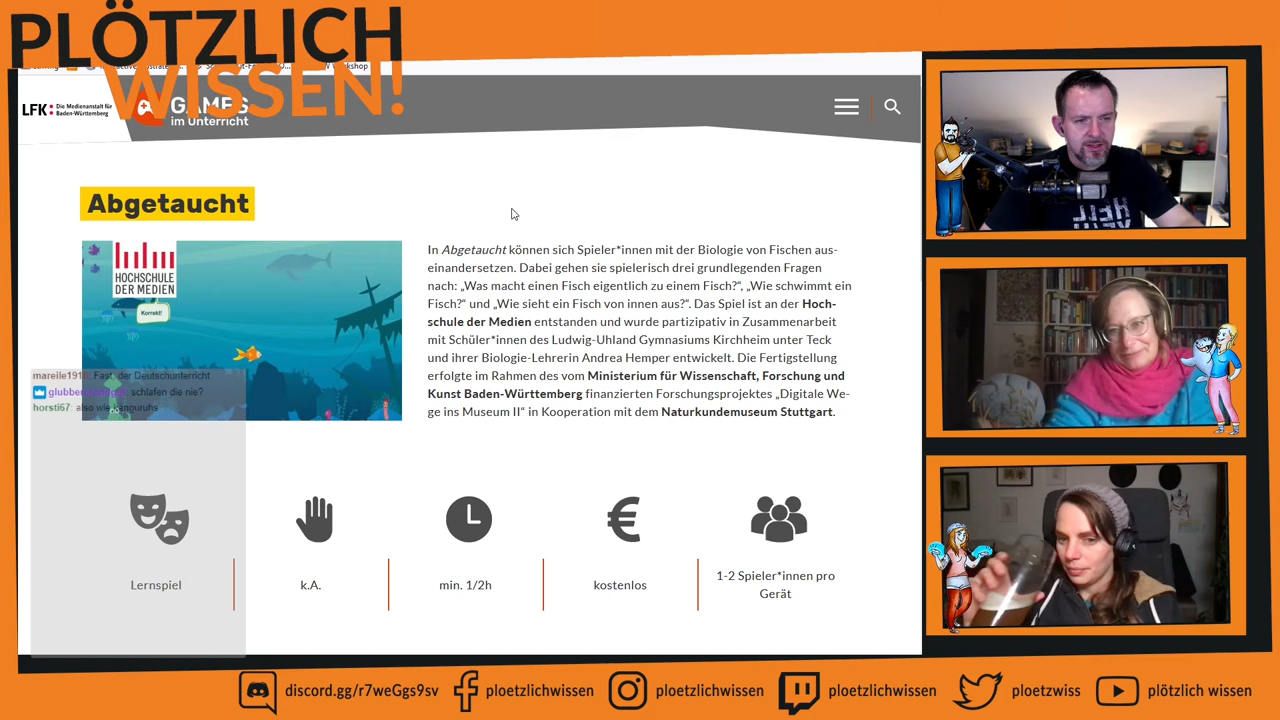 PLÖTZLICH
WISSEN!
LFK
Die Medienanstalt für
Baden-Württemberg
GAMES
im Unterricht
Abgetaucht
HOCHSCHULE
DER MEDIEN
Korrekt!
In Abgetaucht können sich Spieler*innen mit der Biologie von Fischen aus-
einandersetzen. Dabei gehen sie spielerisch drei grundlegenden Fragen
nach: „Was macht einen Fisch eigentlich zu einem Fisch?“, „Wie schwimmt ein
Fisch?“ und „Wie sieht ein Fisch von innen aus?“. Das Spiel ist an der Hoch-
schule der Medien entstanden und wurde partizipativ in Zusammenarbeit
mit Schüler*innen des Ludwig-Uhland Gymnasiums Kirchheim unter Teck
und ihrer Biologie-Lehrerin Andrea Hemper entwickelt. Die Fertigstellung
erfolgte im Rahmen des vom Ministerium für Wissenschaft, Forschung und
Kunst Baden-Württemberg finanzierten Forschungsprojektes „Digitale We-
ge ins Museum II“ in Kooperation mit dem Naturkundemuseum Stuttgart.
mareile1910: Fast, der Deutschunterricht
schlafen die nie?
horsti67: also wie känguruhs
Lernspiel
k.A.
min. 1/2h
kostenlos
1-2 Spieler*innen pro
Gerät
discord.gg/r7weGgs9sv
ploetzlichwissen
ploetzlichwissen
ploetzlichwissen
ploetzwiss
plötzlich wissen